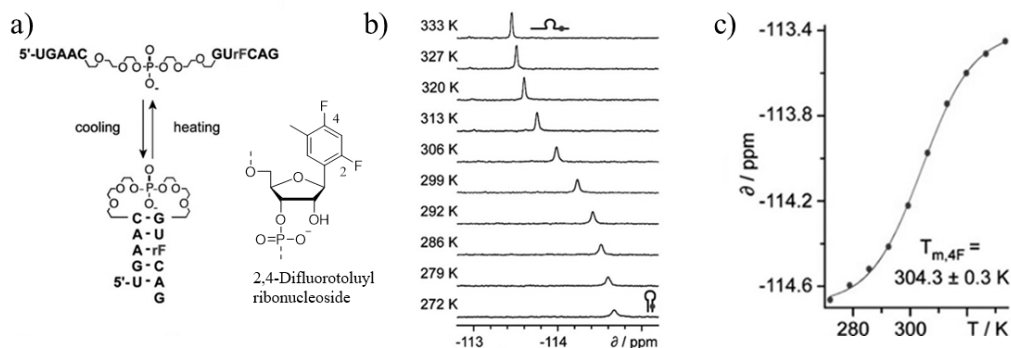 a)
5'-UGAAC
GUrFCAG
O O O O O P O O O O O-
cooling
heating
O O O O O P O O O O O-
C G
A U
A - rF
G - C
5'-U - A
G
F
4
F
2
O
O
O
OH
O=P-O-
2,4-Difluorotoluyl
ribonucleoside
b)
333 K
327 K
320 K
313 K
306 K
299 K
292 K
286 K
279 K
272 K
-113
-114
∂ / ppm
c)
-113.4
-113.8
-114.2
-114.6
∂ / ppm
Tm,4F =
304.3 ± 0.3 K
280
300
T / K